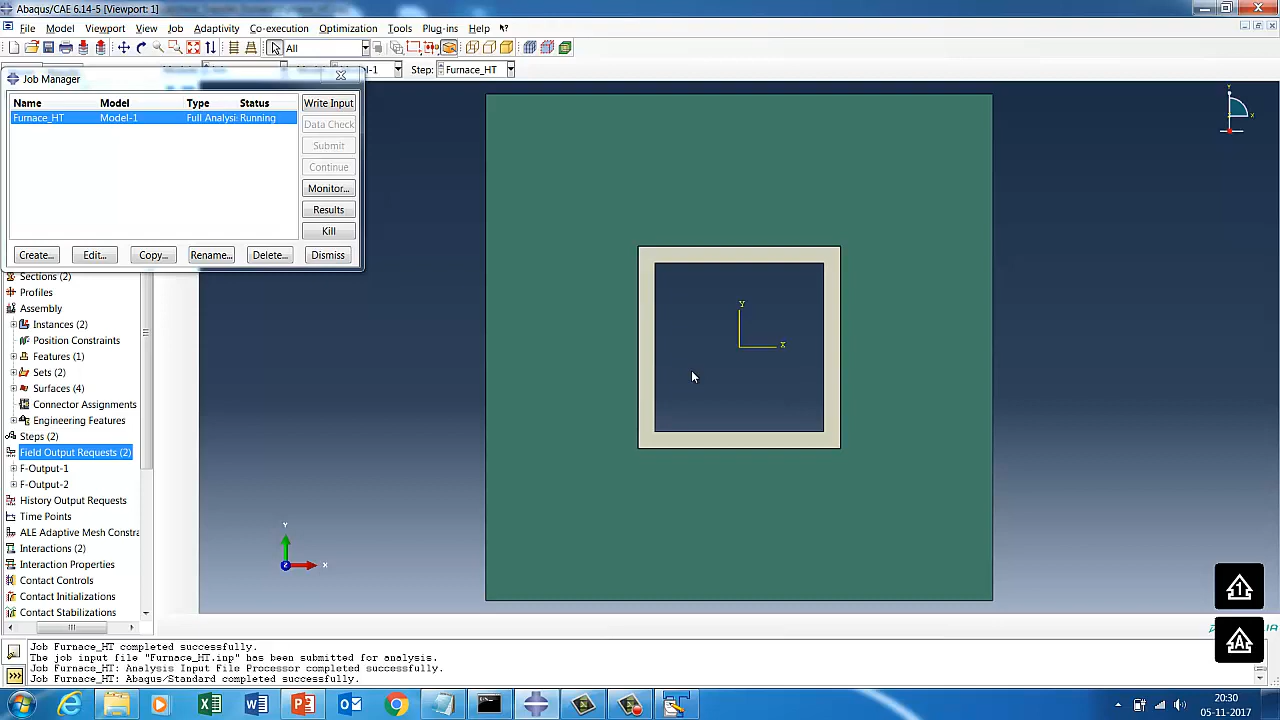 Abaqus/CAE 6.14-5 [Viewport: 1]
File Model Viewport View Job Adaptivity Co-execution Optimization Tools Plug-ins Help
All
Step: Furnace_HT
Job Manager
Name Model Type Status
Furnace_HT Model-1 Full Analysi: Running
Write Input
Data Check
Submit
Continue
Monitor...
Results
Kill
Create... Edit... Copy... Rename... Delete... Dismiss
Sections (2)
Profiles
Assembly
Instances (2)
Position Constraints
Features (1)
Sets (2)
Surfaces (4)
Connector Assignments
Engineering Features
Steps (2)
Field Output Requests (2)
F-Output-1
F-Output-2
History Output Requests
Time Points
ALE Adaptive Mesh Constra
Interactions (2)
Interaction Properties
Contact Controls
Contact Initializations
Contact Stabilizations
Y
X
Y
X
Z
Y
X
1
A
Job Furnace_HT completed successfully.
The job input file "Furnace_HT.inp" has been submitted for analysis.
Job Furnace_HT: Analysis Input File Processor completed successfully.
Job Furnace_HT: Abaqus/Standard completed successfully.
20:30
05-11-2017